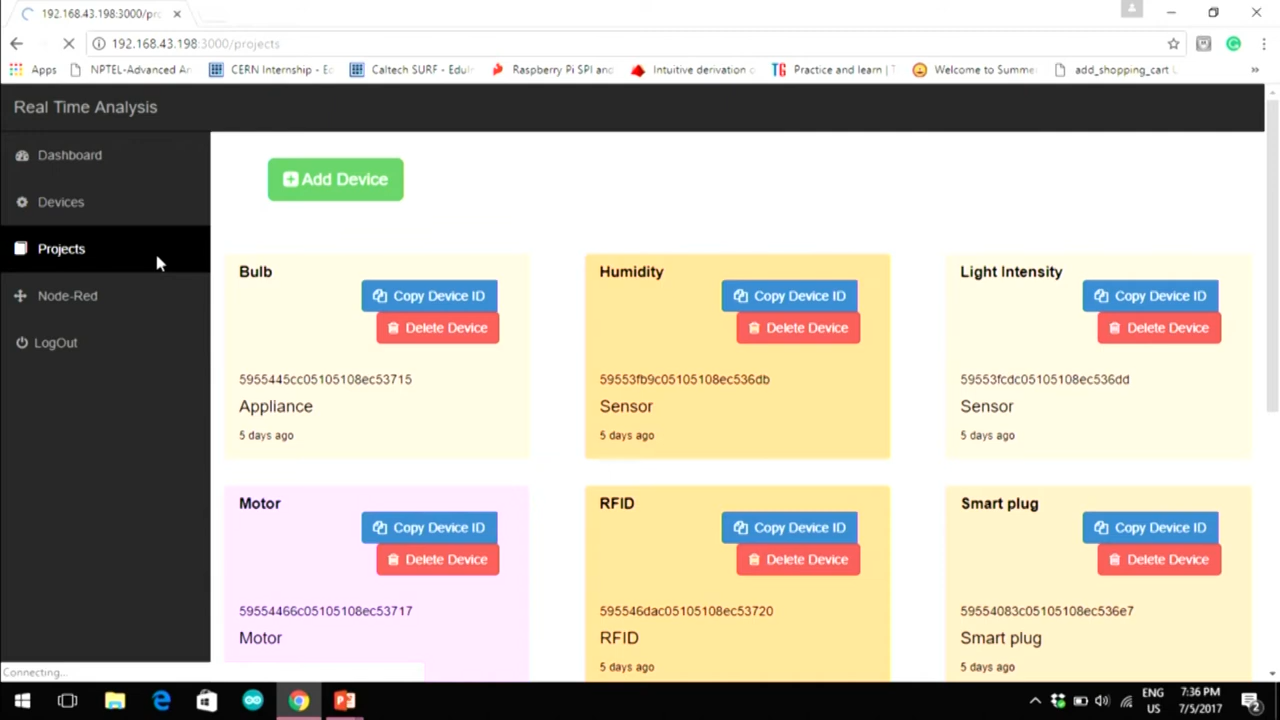 192.168.43.198:3000/pro
192.168.43.198:3000/projects
Apps NPTEL-Advanced An CERN Internship - Ec Caltech SURF - Edul Raspberry Pi SPI and Intuitive derivation o TG Practice and learn | T Welcome to Summe add_shopping_cart L »
Real Time Analysis
Dashboard
Devices
Projects
Node-Red
LogOut
Add Device
Bulb
Copy Device ID
Delete Device
5955445cc05105108ec53715
Appliance
5 days ago
Humidity
Copy Device ID
Delete Device
59553fb9c05105108ec536db
Sensor
5 days ago
Light Intensity
Copy Device ID
Delete Device
59553fcdc05105108ec536dd
Sensor
5 days ago
Motor
Copy Device ID
Delete Device
59554466c05105108ec53717
Motor
RFID
Copy Device ID
Delete Device
595546dac05105108ec53720
RFID
5 days ago
Smart plug
Copy Device ID
Delete Device
59554083c05105108ec536e7
Smart plug
5 days ago
Connecting...
ENG
US
7:36 PM
7/5/2017
2